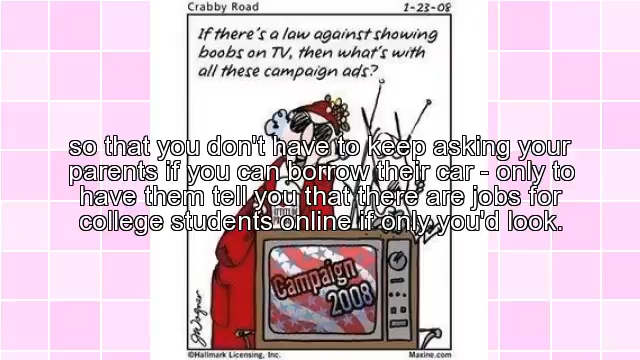 Crabby Road 1-23-08
If there's a law against showing
boobs on TV, then what's with
all these campaign ads?
so that you don't have to keep asking your
parents if you can borrow their car - only to
have them tell you that there are jobs for
college students online if only you'd look.
Campaign
2008
JWagner
©Hallmark Licensing, Inc. Maxine.com